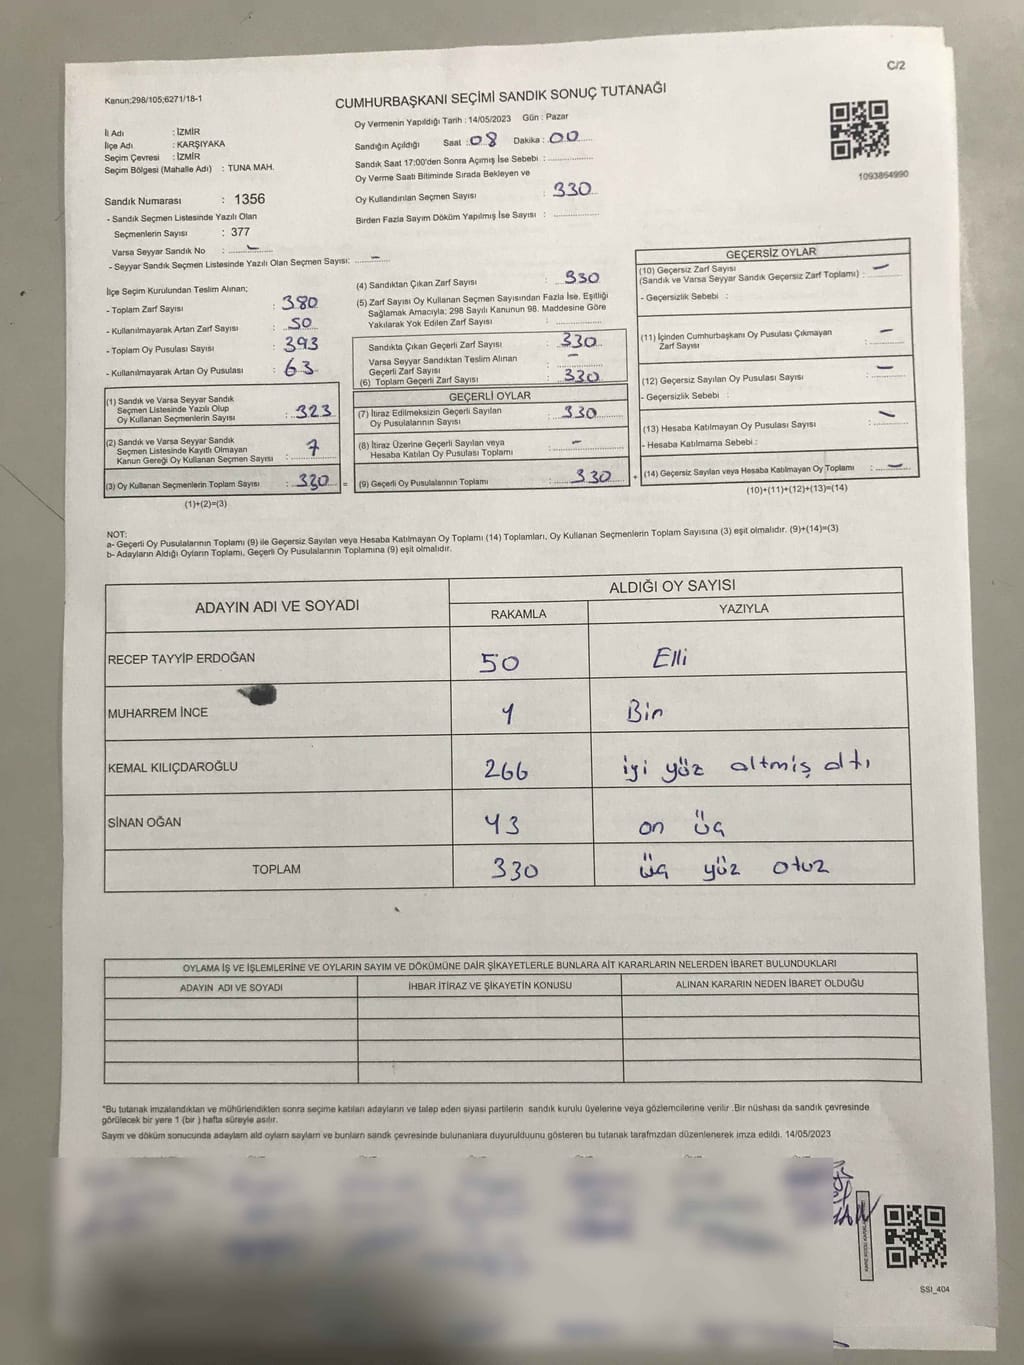 C/2
Kanun:298/105;6271/18-1
CUMHURBAŞKANI SEÇİMİ SANDIK SONUÇ TUTANAĞI
İl Adı : İZMİR
İlçe Adı : KARŞIYAKA
Seçim Çevresi : İZMİR
Seçim Bölgesi (Mahalle Adı) : TUNA MAH.
Sandık Numarası : 1356
- Sandık Seçmen Listesinde Yazılı Olan
Seçmenlerin Sayısı : 377
Varsa Seyyar Sandık No : -
- Seyyar Sandık Seçmen Listesinde Yazılı Olan Seçmen Sayısı: -
Oy Vermenin Yapıldığı Tarih : 14/05/2023 Gün : Pazar
Sandığın Açıldığı Saat : 08 Dakika : 00
Sandık Saat 17:00'den Sonra Açımış İse Sebebi :
Oy Verme Saati Bitiminde Sırada Bekleyen ve
Oy Kullandırılan Seçmen Sayısı : 330
Birden Fazla Sayım Döküm Yapılmış İse Sayısı :
1093864990
İlçe Seçim Kurulundan Teslim Alınan;
- Toplam Zarf Sayısı : 380
- Kullanılmayarak Artan Zarf Sayısı : 50
- Toplam Oy Pusulası Sayısı : 393
- Kullanılmayarak Artan Oy Pusulası : 63
(1) Sandık ve Varsa Seyyar Sandık
Seçmen Listesinde Yazılı Olup
Oy Kullanan Seçmenlerin Sayısı : 323
(2) Sandık ve Varsa Seyyar Sandık
Seçmen Listesinde Kayıtlı Olmayan
Kanun Gereği Oy Kullanan Seçmen Sayısı : 7
(3) Oy Kullanan Seçmenlerin Toplam Sayısı : 330 =
(1)+(2)=(3)
(4) Sandıktan Çıkan Zarf Sayısı : 330
(5) Zarf Sayısı Oy Kullanan Seçmen Sayısından Fazla İse, Eşitliği
Sağlamak Amacıyla; 298 Sayılı Kanunun 98. Maddesine Göre
Yakılarak Yok Edilen Zarf Sayısı :
Sandıkta Çıkan Geçerli Zarf Sayısı : 330
Varsa Seyyar Sandıktan Teslim Alınan
Geçerli Zarf Sayısı : -
(6) Toplam Geçerli Zarf Sayısı : 330
GEÇERLİ OYLAR
(7) İtiraz Edilmeksizin Geçerli Sayılan
Oy Pusulalarının Sayısı : 330
(8) İtiraz Üzerine Geçerli Sayılan veya
Hesaba Katılan Oy Pusulası Toplamı : -
(9) Geçerli Oy Pusulalarının Toplamı : 330 +
GEÇERSİZ OYLAR
(10) Geçersiz Zarf Sayısı
(Sandık ve Varsa Seyyar Sandık Geçersiz Zarf Toplamı) : -
- Geçersizlik Sebebi :
(11) İçinden Cumhurbaşkanı Oy Pusulası Çıkmayan
Zarf Sayısı : -
(12) Geçersiz Sayılan Oy Pusulası Sayısı : -
- Geçersizlik Sebebi :
(13) Hesaba Katılmayan Oy Pusulası Sayısı : -
- Hesaba Katılmama Sebebi :
(14) Geçersiz Sayılan veya Hesaba Katılmayan Oy Toplamı : -
(10)+(11)+(12)+(13)=(14)
NOT:
a- Geçerli Oy Pusulalarının Toplamı (9) ile Geçersiz Sayılan veya Hesaba Katılmayan Oy Toplamı (14) Toplamları, Oy Kullanan Seçmenlerin Toplam Sayısına (3) eşit olmalıdır. (9)+(14)=(3)
b- Adayların Aldığı Oyların Toplamı, Geçerli Oy Pusulalarının Toplamına (9) eşit olmalıdır.
ADAYIN ADI VE SOYADI ALDIĞI OY SAYISI
RAKAMLA YAZIYLA
RECEP TAYYİP ERDOĞAN 50 Elli
MUHARREM İNCE 1 Bir
KEMAL KILIÇDAROĞLU 266 iki yüz altmış altı
SİNAN OĞAN 13 on üç
TOPLAM 330 üç yüz otuz
OYLAMA İŞ VE İŞLEMLERİNE VE OYLARIN SAYIM VE DÖKÜMÜNE DAİR ŞİKAYETLERLE BUNLARA AİT KARARLARIN NELERDEN İBARET BULUNDUKLARI
ADAYIN ADI VE SOYADI İHBAR İTİRAZ VE ŞİKAYETİN KONUSU ALINAN KARARIN NEDEN İBARET OLDUĞU
*Bu tutanak imzalandıktan ve mühürlendikten sonra seçime katılan adayların ve talep eden siyasi partilerin sandık kurulu üyelerine veya gözlemcilerine verilir .Bir nüshası da sandık çevresinde
görülecek bir yere 1 (bir ) hafta süreyle asılır.
Sayım ve döküm sonucunda adaylam ald oylarn saylarn ve bunlarn sandk çevresinde bulunanlara duyurulduunu gösteren bu tutanak tarafmzdan düzenlenerek imza edildi. 14/05/2023
SSI_404